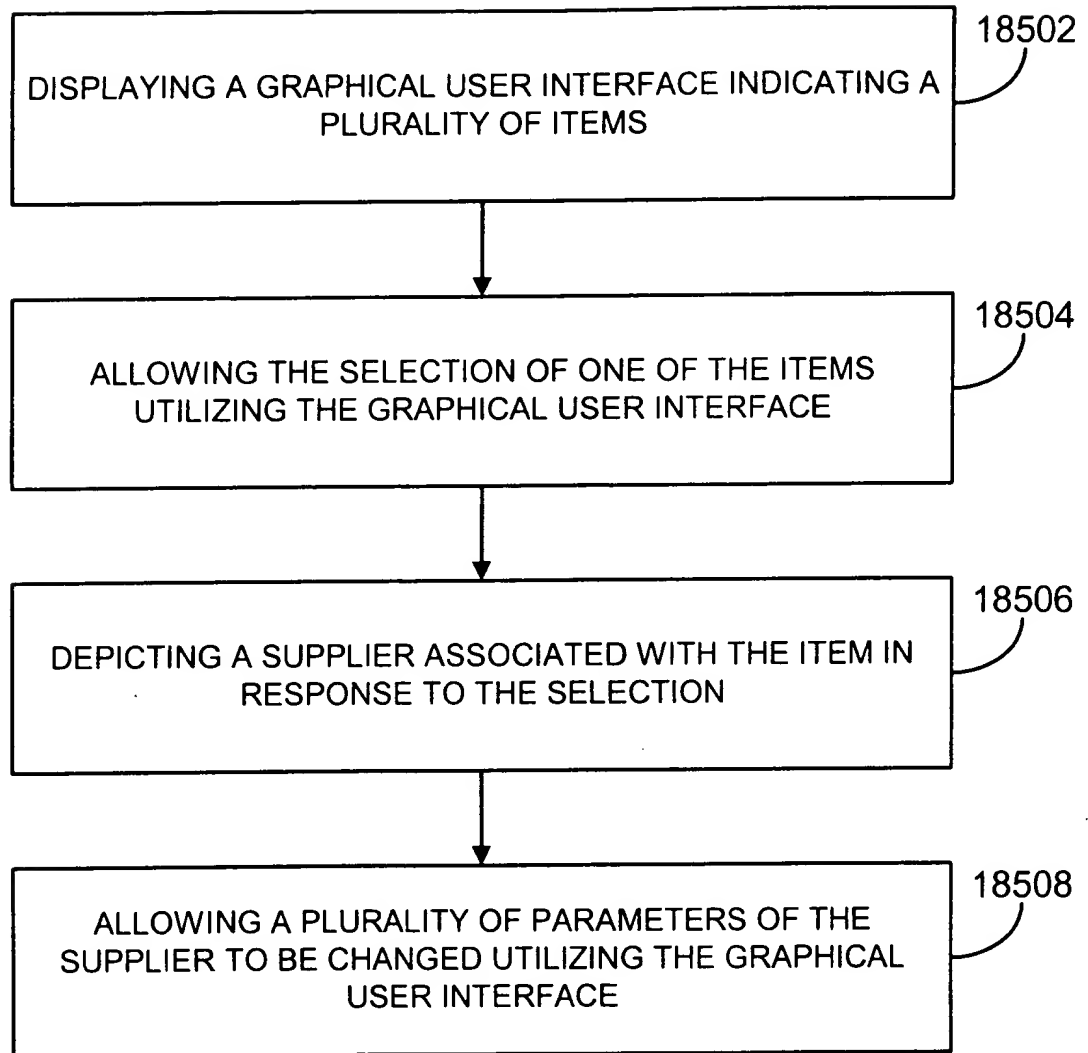 18502
DISPLAYING A GRAPHICAL USER INTERFACE INDICATING A
PLURALITY OF ITEMS
18504
ALLOWING THE SELECTION OF ONE OF THE ITEMS
UTILIZING THE GRAPHICAL USER INTERFACE
18506
DEPICTING A SUPPLIER ASSOCIATED WITH THE ITEM IN
RESPONSE TO THE SELECTION
18508
ALLOWING A PLURALITY OF PARAMETERS OF THE
SUPPLIER TO BE CHANGED UTILIZING THE GRAPHICAL
USER INTERFACE